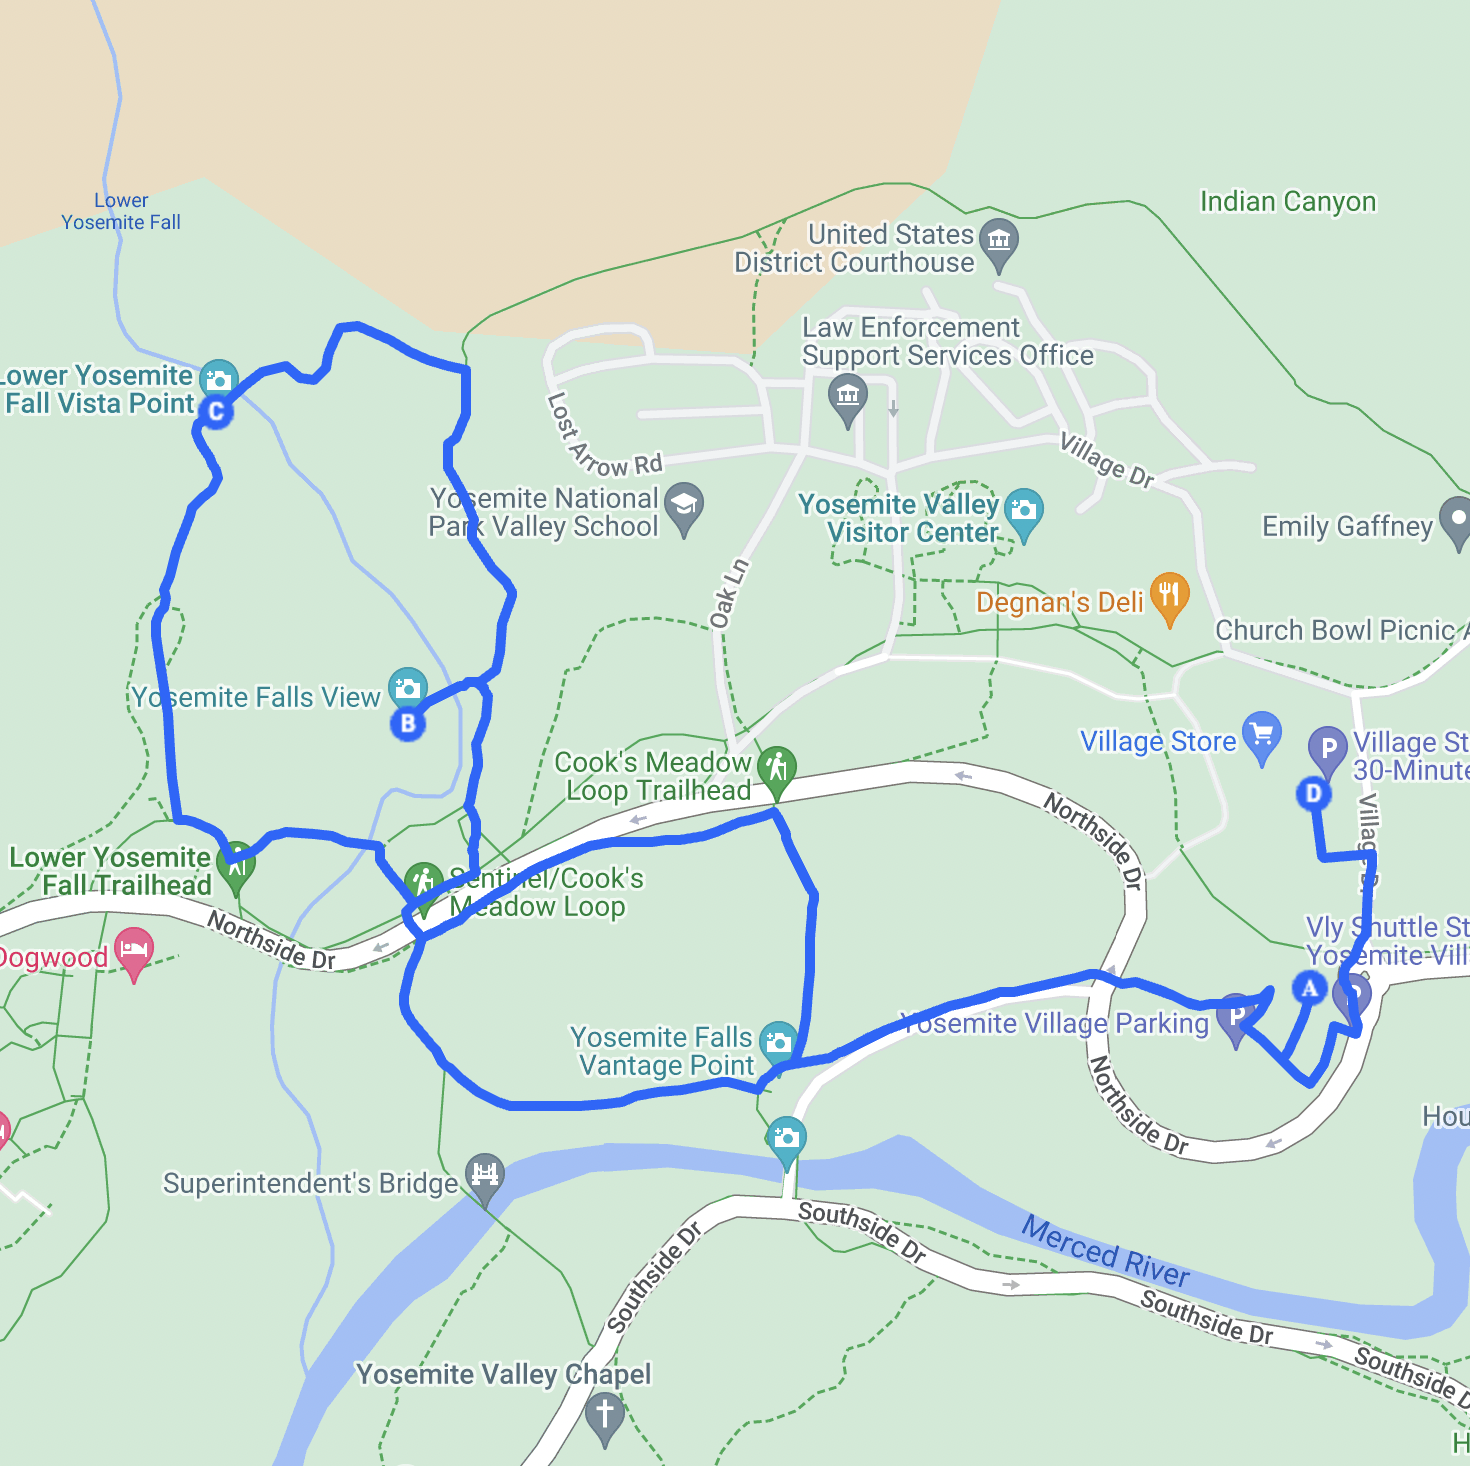 Lower
Yosemite Fall
Indian Canyon
United States
District Courthouse
Law Enforcement
Support Services Office
Lower Yosemite
Fall Vista Point
C
Lost Arrow Rd
Village Dr
Yosemite National
Park Valley School
Yosemite Valley
Visitor Center
Emily Gaffney
Oak Ln
Degnan's Deli
Church Bowl Picnic A
Yosemite Falls View
B
Village Store
P
Village St
30-Minute
Cook's Meadow
Loop Trailhead
D
Northside Dr
Village Dr
Lower Yosemite
Fall Trailhead
Sentinel/Cook's
Meadow Loop
Northside Dr
Dogwood
Vly Shuttle St
Yosemite Vill
A
P
Yosemite Village Parking
P
Yosemite Falls
Vantage Point
Northside Dr
Hou
Superintendent's Bridge
Southside Dr
Southside Dr
Merced River
Southside Dr
Southside D
Yosemite Valley Chapel
H